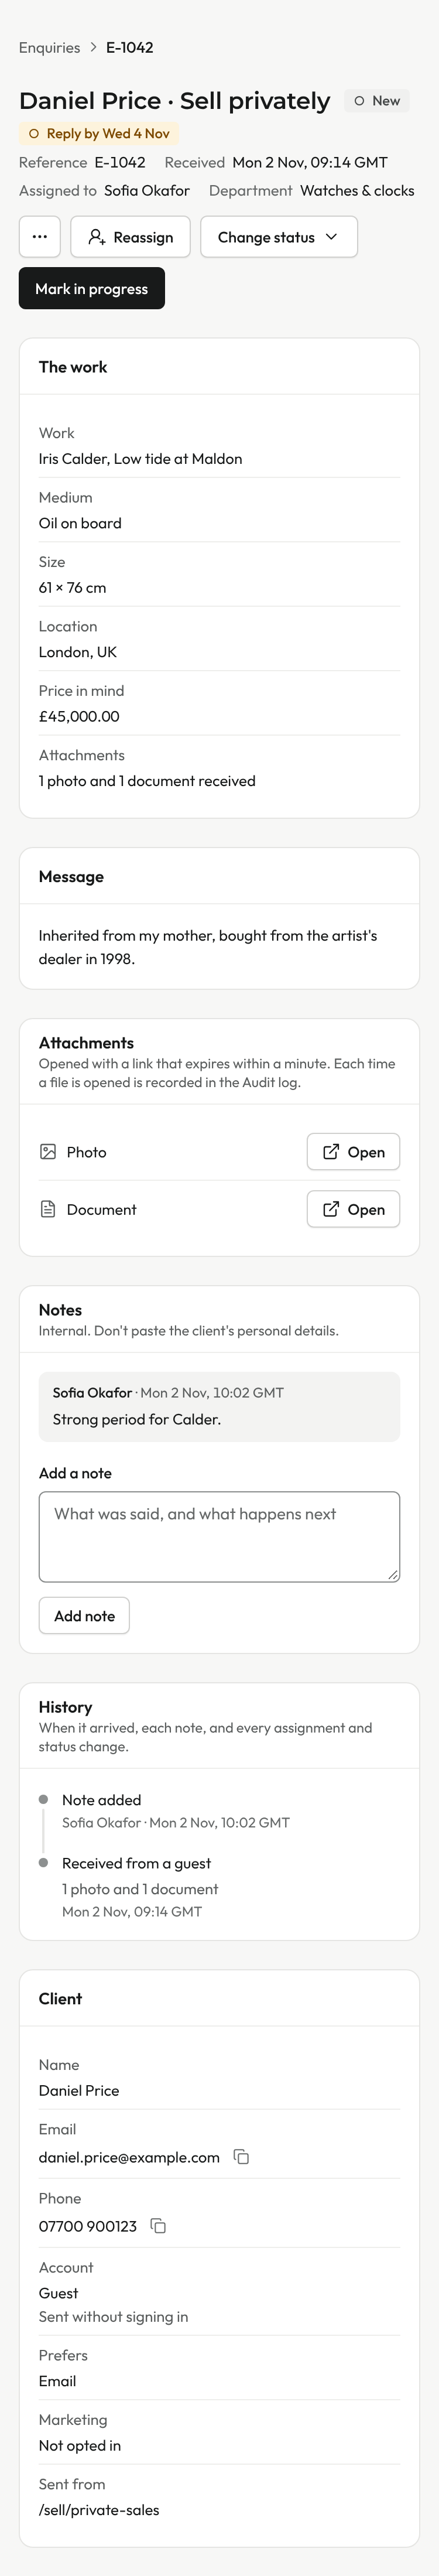 Enquiries > E-1042
Daniel Price · Sell privately
New
Reply by Wed 4 Nov
Reference E-1042 Received Mon 2 Nov, 09:14 GMT
Assigned to Sofia Okafor Department Watches & clocks
··· Reassign Change status
Mark in progress
The work
Work
Iris Calder, Low tide at Maldon
Medium
Oil on board
Size
61 × 76 cm
Location
London, UK
Price in mind
£45,000.00
Attachments
1 photo and 1 document received
Message
Inherited from my mother, bought from the artist's
dealer in 1998.
Attachments
Opened with a link that expires within a minute. Each time
a file is opened is recorded in the Audit log.
Photo Open
Document Open
Notes
Internal. Don't paste the client's personal details.
Sofia Okafor · Mon 2 Nov, 10:02 GMT
Strong period for Calder.
Add a note
What was said, and what happens next
Add note
History
When it arrived, each note, and every assignment and
status change.
Note added
Sofia Okafor · Mon 2 Nov, 10:02 GMT
Received from a guest
1 photo and 1 document
Mon 2 Nov, 09:14 GMT
Client
Name
Daniel Price
Email
daniel.price@example.com
Phone
07700 900123
Account
Guest
Sent without signing in
Prefers
Email
Marketing
Not opted in
Sent from
/sell/private-sales